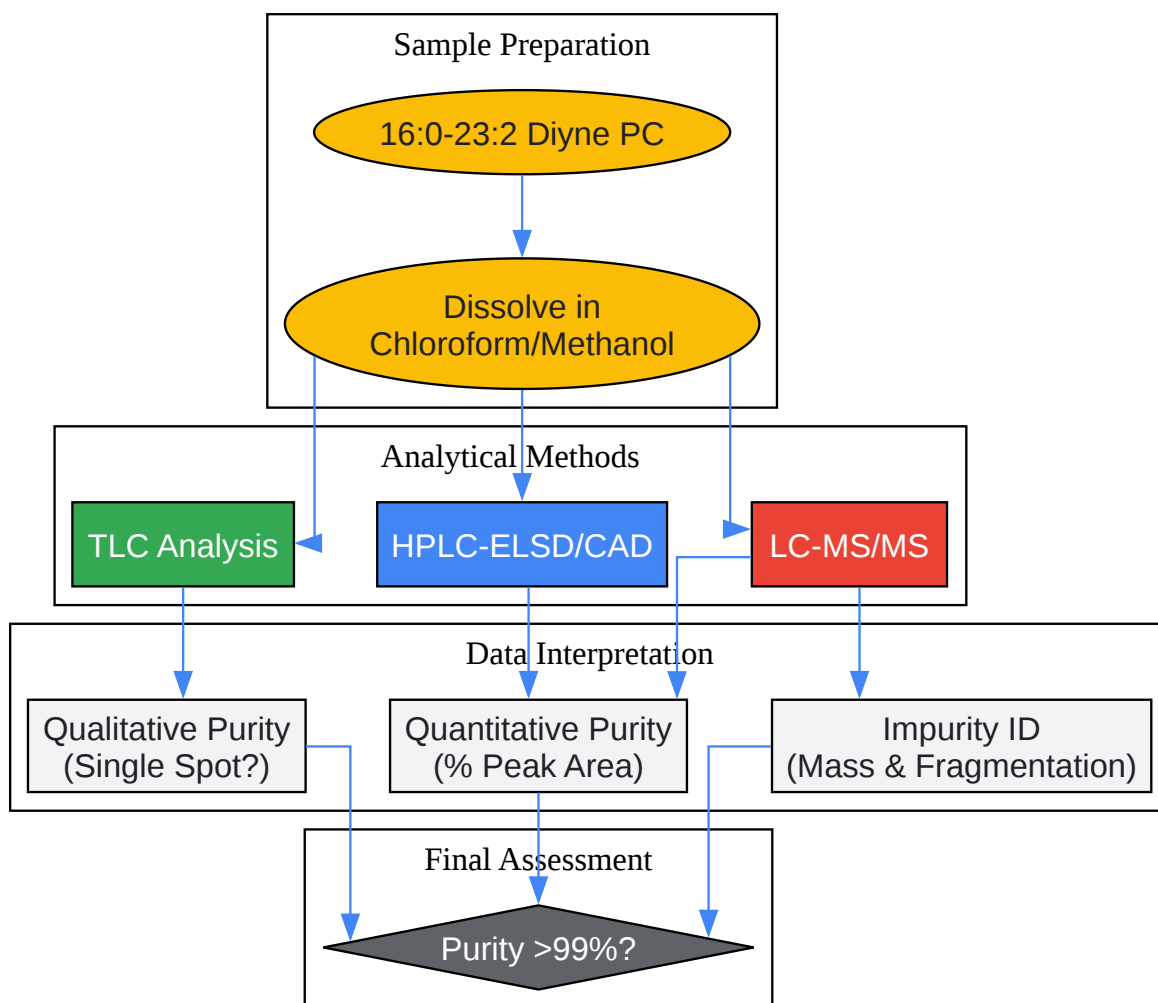 Sample Preparation
16:0-23:2 Diyne PC
Dissolve in
Chloroform/Methanol
Analytical Methods
TLC Analysis
HPLC-ELSD/CAD
LC-MS/MS
Data Interpretation
Qualitative Purity
(Single Spot?)
Quantitative Purity
(% Peak Area)
Impurity ID
(Mass & Fragmentation)
Final Assessment
Purity >99%?